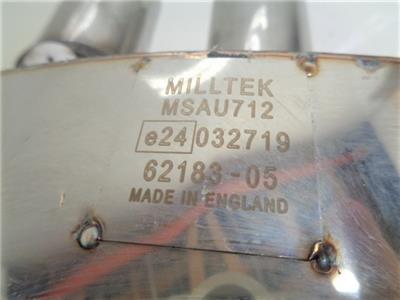 MILLTEK
MSAU712
e24 032719
62183-05
MADE IN ENGLAND